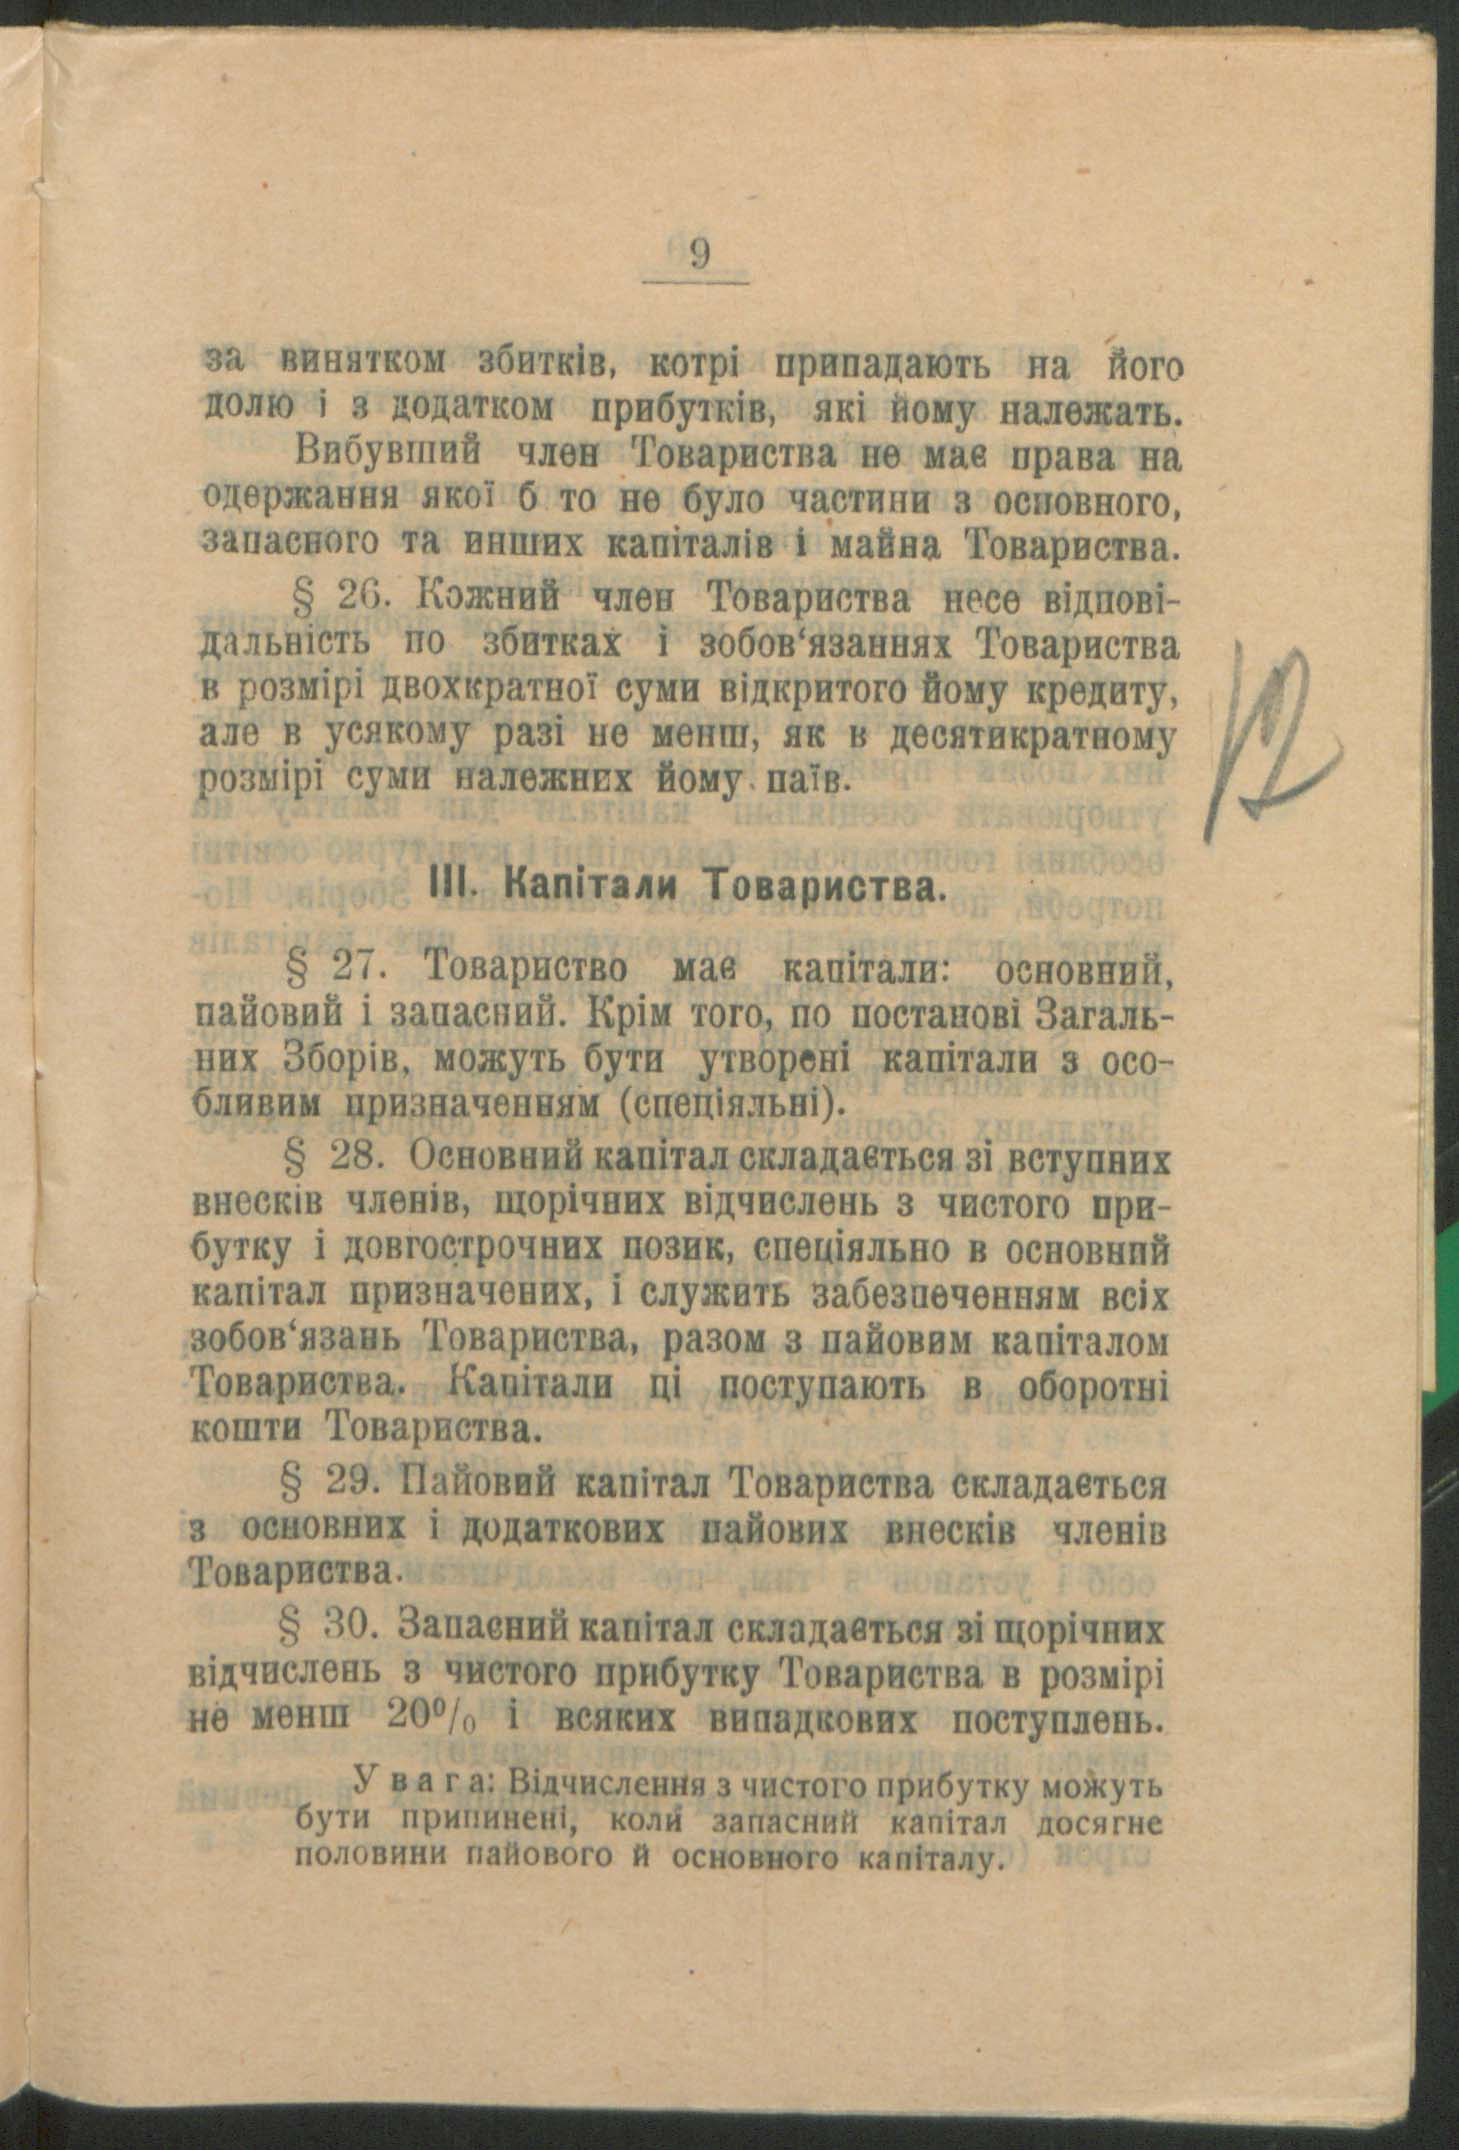 9
за винятком збитків, котрі припадають на його
долю і з додатком прибутків, які йому належать.
Вибувший член Товариства не має права на
одержання якої б то не було частини з основного,
запасного та инших капіталів і майна Товариства.
§ 26. Кожний член Товариства несе відпові-
дальність по збитках і зобов‘язаннях Товариства
в розмірі двохкратної суми відкритого йому кредиту,
але в усякому разі не менш, як в десятикратному
розмірі суми належних йому паїв.
12
III. Капітали Товариства.
§ 27. Товариство має капітали: основний,
пайовий і запасний. Крім того, по постанові Загаль-
них Зборів, можуть бути утворені капітали з осо-
бливим призначенням (спеціяльні).
§ 28. Основний капітал складається зі вступних
внесків членів, щорічних відчислень з чистого при-
бутку і довгострочних позик, спеціяльно в основний
капітал призначених, і служить забезпеченням всіх
зобов‘язань Товариства, разом з пайовим капіталом
Товариства. Капітали ці поступають в оборотні
кошти Товариства.
§ 29. Пайовий капітал Товариства складається
з основних і додаткових пайових внесків членів
Товариства.
§ 30. Запасний капітал складається зі щорічних
відчислень з чистого прибутку Товариства в розмірі
не менш 20% і всяких випадкових поступлень.
Увага: Відчислення з чистого прибутку можуть
бути припинені, коли запасний капітал досягне
половини пайового й основного капіталу.